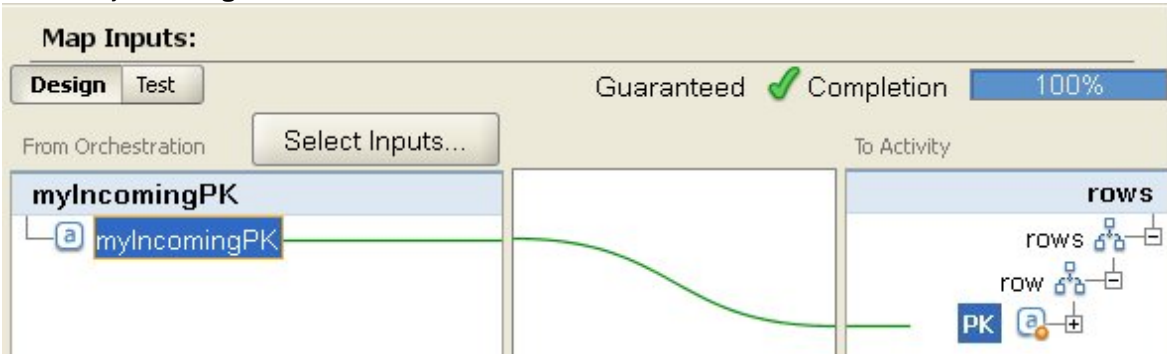 Map Inputs:
Design Test Guaranteed Completion 100%
From Orchestration Select Inputs... To Activity
myIncomingPK rows
a myIncomingPK rows
row
PK a